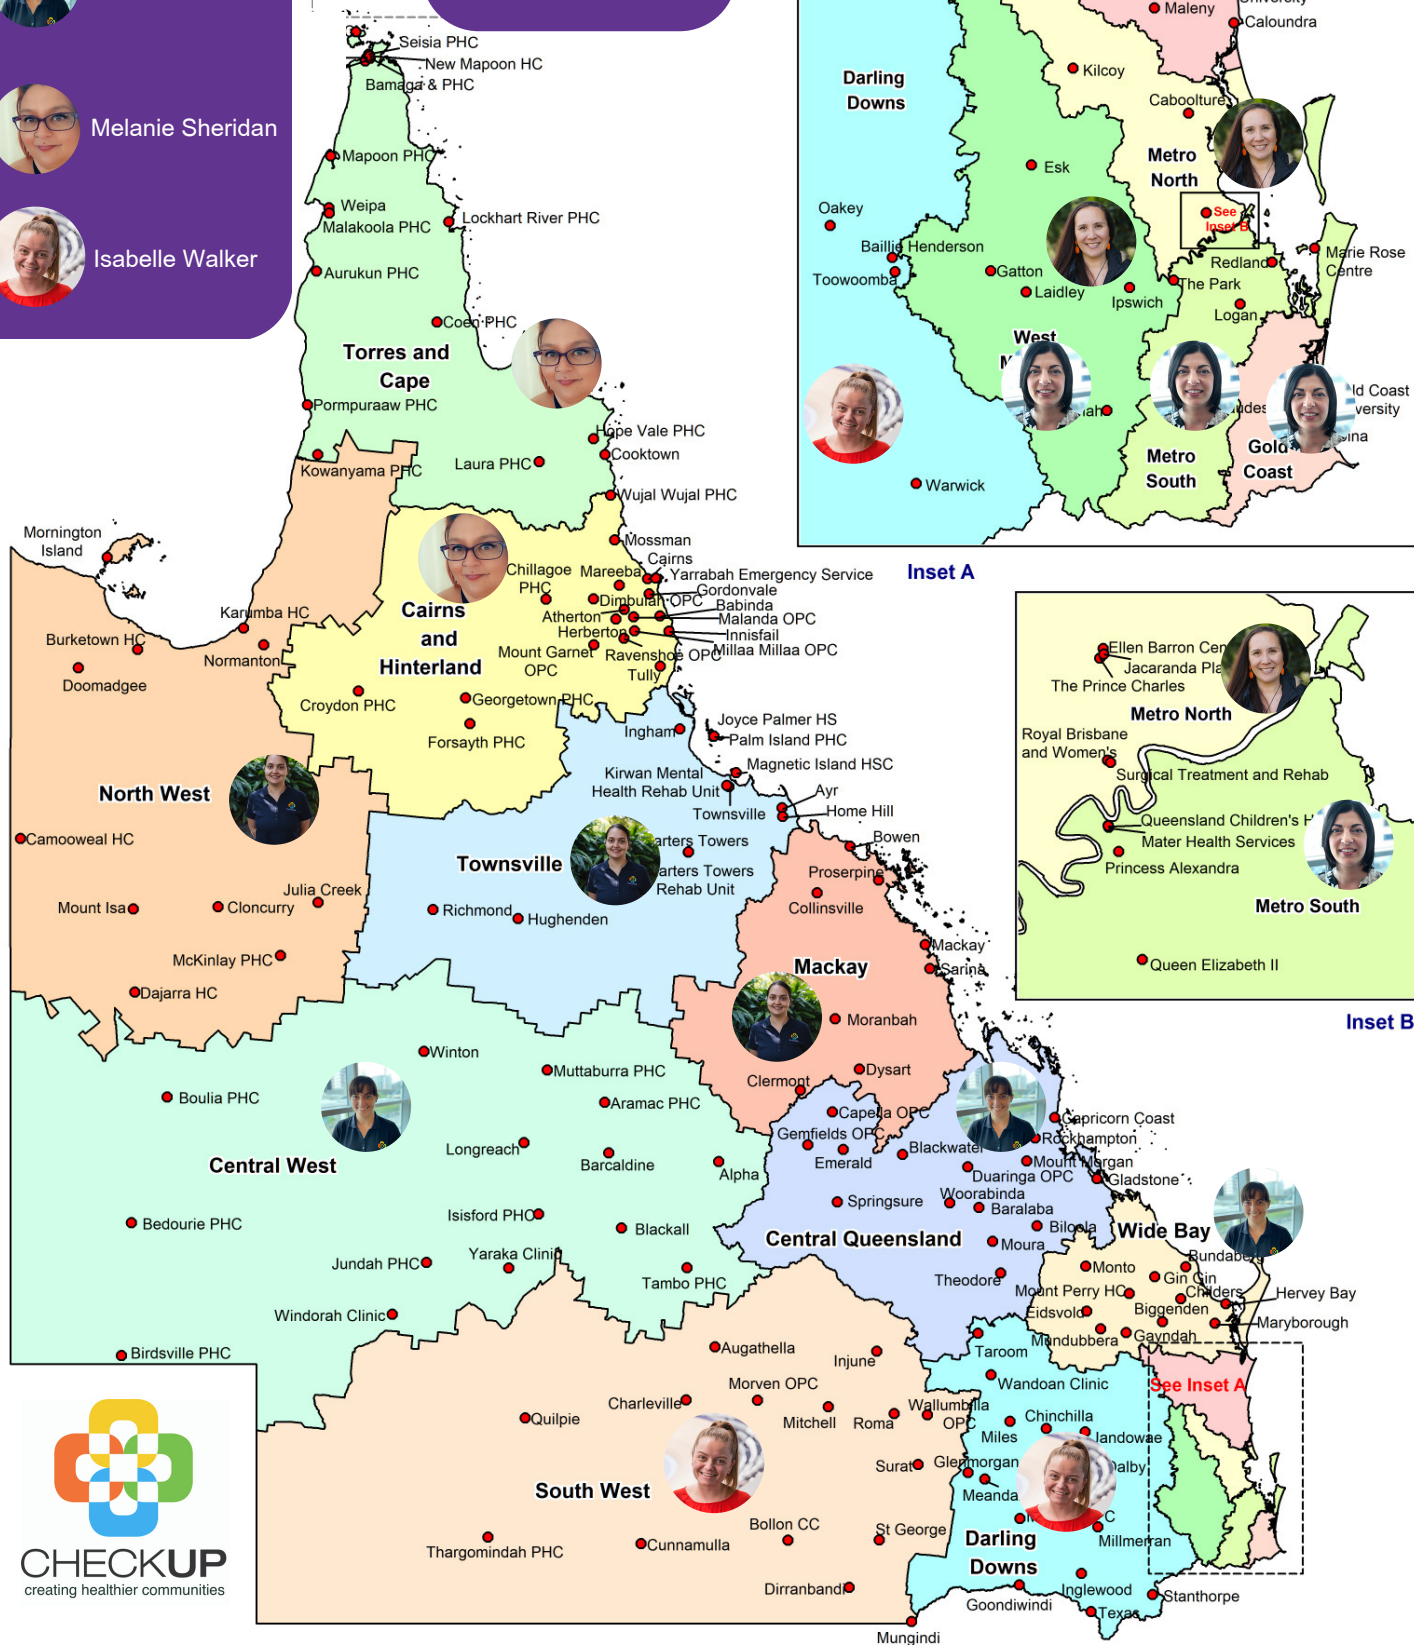 Melanie Sheridan
Isabelle Walker
Seisia PHC
New Mapoon HC
Bamaga & PHC
Mapoon PHC
Weipa
Malakoola PHC
Lockhart River PHC
Aurukun PHC
Coen PHC
Torres and
Cape
Pormpuraaw PHC
Hope Vale PHC
Cooktown
Laura PHC
Kowanyama PHC
Wujal Wujal PHC
Mornington
Island
Mossman
Cairns
Chillagoe
PHC
Mareeba
Yarrabah Emergency Service
Gordonvale
Dimbulah OPC
Babinda
Cairns
and
Hinterland
Atherton
Malanda OPC
Herberton
Innisfail
Millaa Millaa OPC
Mount Garnet
OPC
Ravenshoe OPC
Tully
Karumba HC
Burketown HC
Normanton
Doomadgee
Croydon PHC
Georgetown PHC
Forsayth PHC
Ingham
Joyce Palmer HS
Palm Island PHC
Kirwan Mental
Health Rehab Unit
Magnetic Island HSC
Townsville
Ayr
Home Hill
North West
Camooweal HC
Townsville
arters Towers
arters Towers
Rehab Unit
Bowen
Proserpine
Collinsville
Julia Creek
Mount Isa
Cloncurry
Richmond
Hughenden
McKinlay PHC
Dajarra HC
Mackay
Mackay
Sarina
Moranbah
Dysart
Clermont
Winton
Muttaburra PHC
Boulia PHC
Aramac PHC
Longreach
Barcaldine
Central West
Alpha
Bedourie PHC
Isisford PHC
Blackall
Jundah PHC
Yaraka Clinic
Tambo PHC
Windorah Clinic
Birdsville PHC
Capella OPC
Gemfields OPC
Emerald
Blackwater
Capricorn Coast
Rockhampton
Mount Morgan
Duaringa OPC
Gladstone
Springsure
Woorabinda
Baralaba
Central Queensland
Biloela
Moura
Theodore
Wide Bay
Bundaberg
Monto
Gin Gin
Mount Perry HC
Childers
Hervey Bay
Eidsvold
Biggenden
Maryborough
Mundubbera
Gayndah
Augathella
Injune
Taroom
Wandoan Clinic
See Inset A
Morven OPC
Charleville
Mitchell
Roma
Wallumbilla
OPC
Quilpie
Chinchilla
Miles
Jandowae
Surat
Glenmorgan
Dalby
Meanda
South West
Bollon CC
St George
M
C
Millmerran
Darling
Downs
Thargomindah PHC
Cunnamulla
Dirranbandi
Inglewood
Goondiwindi
Texas
Stanthorpe
Mungindi
CHECKUP
creating healthier communities
University
Maleny
Caloundra
Darling
Downs
Kilcoy
Caboolture
Metro
North
Esk
Oakey
See
Inset B
Baillie Henderson
Toowoomba
Gatton
Laidley
Ipswich
Redland
The Park
Logan
Marie Rose
Centre
West
M
nah
udes
ld Coast
versity
ina
Metro
South
Gold
Coast
Warwick
Inset A
Ellen Barron Cen
Jacaranda Pla
The Prince Charles
Metro North
Royal Brisbane
and Women's
Surgical Treatment and Rehab
Queensland Children's H
Mater Health Services
Princess Alexandra
Metro South
Queen Elizabeth II
Inset B